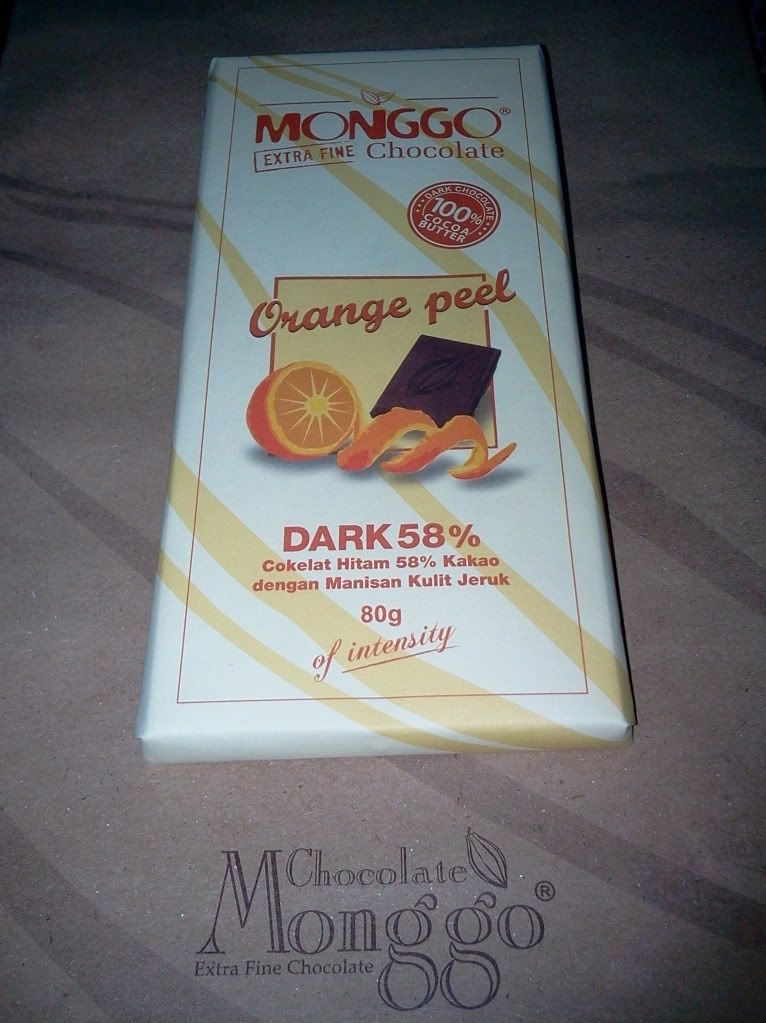 MONGGO®
EXTRA FINE Chocolate
DARK CHOCOLATE
100%
COCOA
BUTTER
Orange peel
DARK 58%
Cokelat Hitam 58% Kakao
dengan Manisan Kulit Jeruk
80g
of intensity
Chocolate
Monggo®
Extra Fine Chocolate